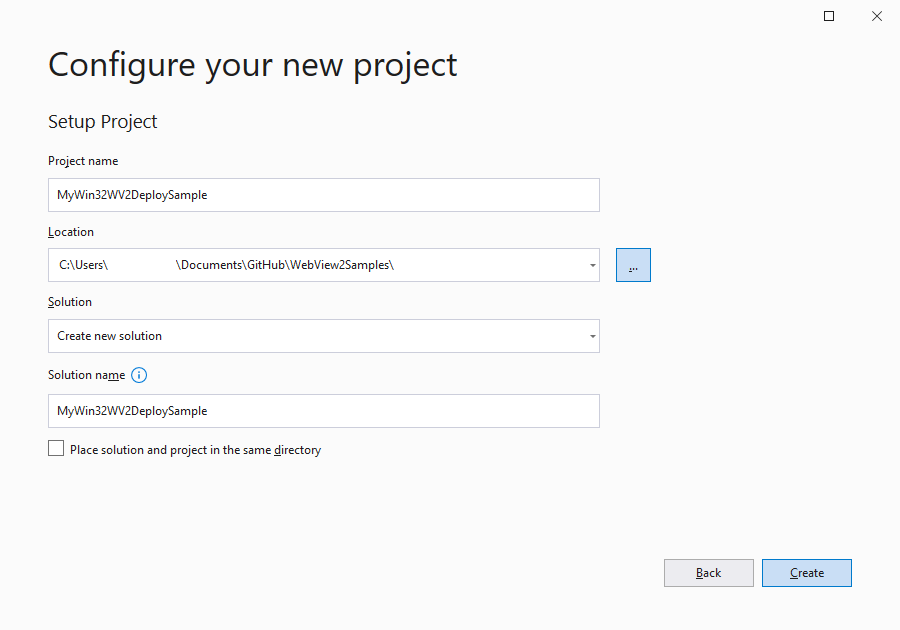 Configure your new project
Setup Project
Project name
MyWin32WV2DeploySample
Location
C:\Users\ \Documents\GitHub\WebView2Samples\
...
Solution
Create new solution
Solution name
MyWin32WV2DeploySample
Place solution and project in the same directory
Back
Create